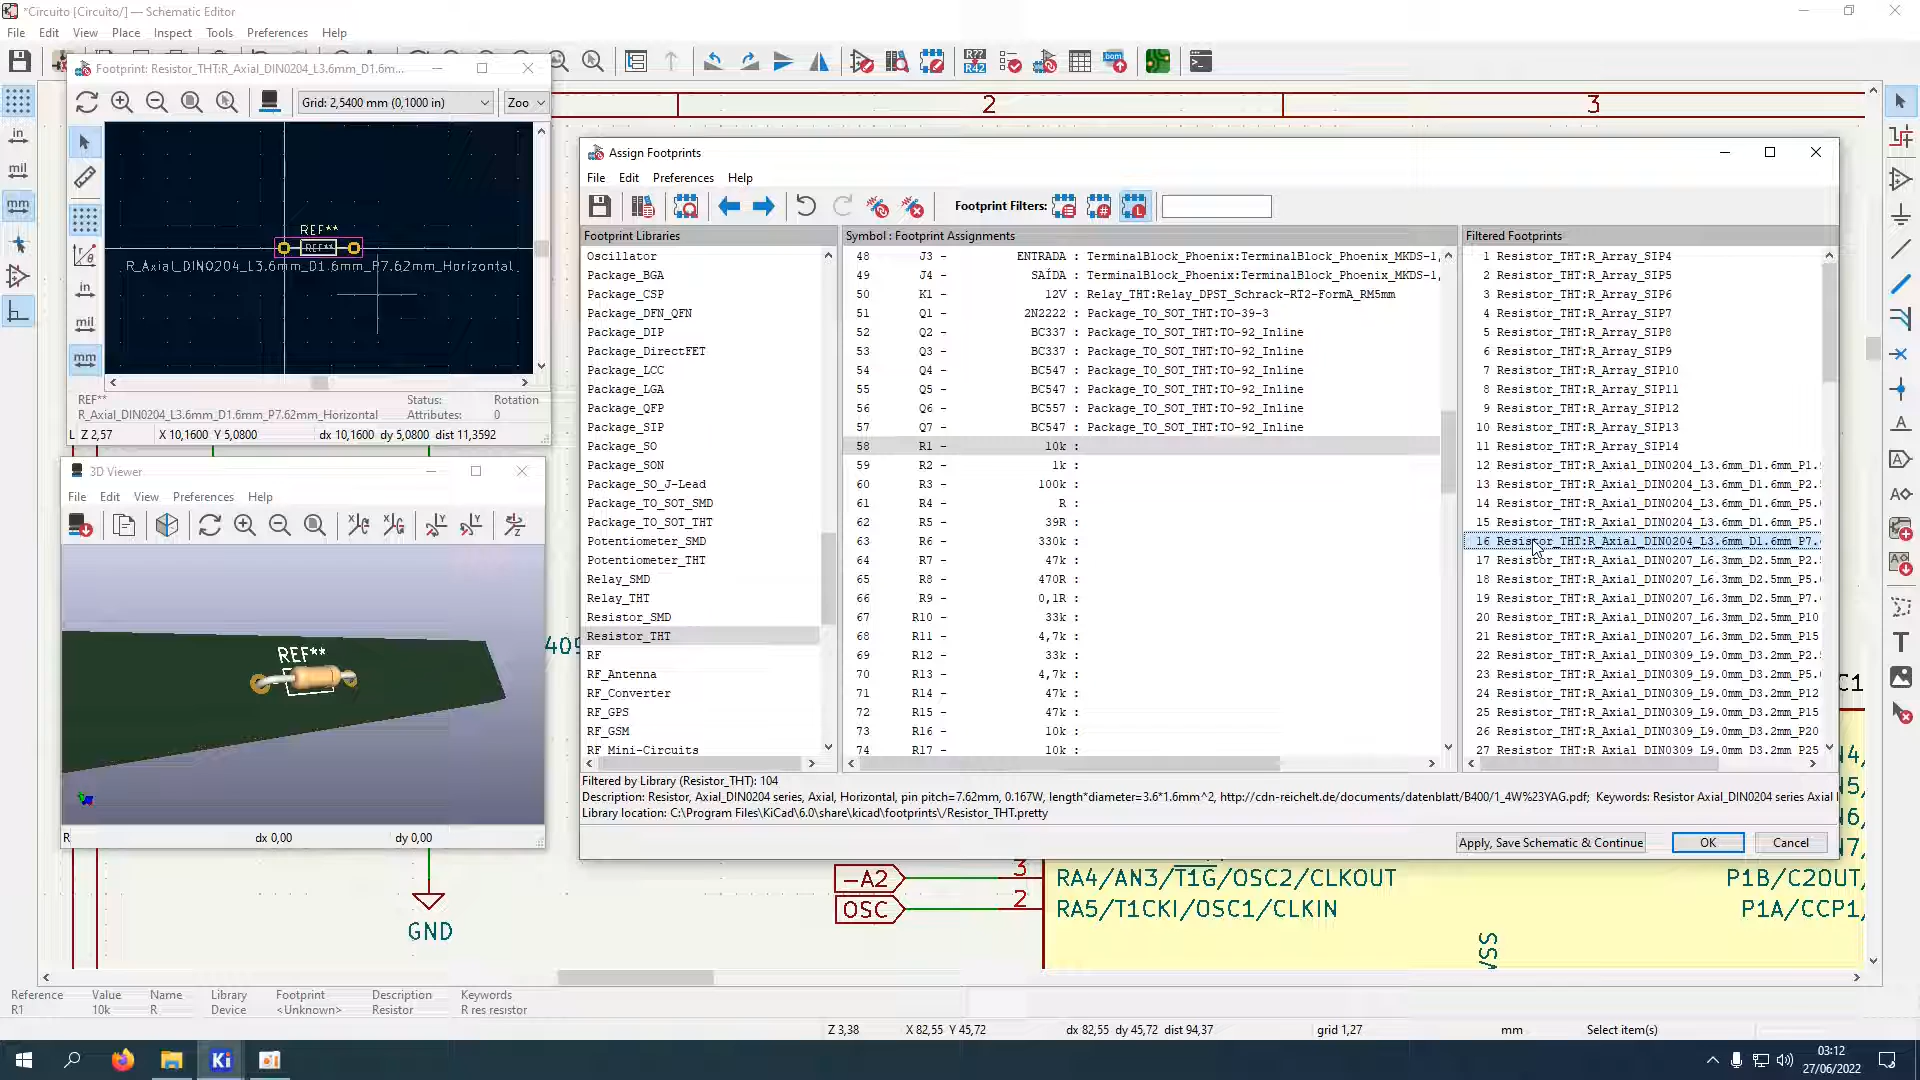 *Circuito [Circuito/] — Schematic Editor
File Edit View Place Inspect Tools Preferences Help
Footprint: Resistor_THT:R_Axial_DIN0204_L3.6mm_D1.6m...
Grid: 2,5400 mm (0,1000 in)
Zoo
in
mil
mm
in
mil
mm
REF**
REF**
R_Axial_DIN0204_L3.6mm_D1.6mm_P7.62mm_Horizontal
REF**
Status:
Rotation
R_Axial_DIN0204_L3.6mm_D1.6mm_P7.62mm_Horizontal
Attributes:
0
L Z 2,57 X 10,1600 Y 5,0800 dx 10,1600 dy 5,0800 dist 11,3592
3D Viewer
File Edit View Preferences Help
REF**
R
dx 0,00
dy 0,00
2
3
Assign Footprints
File Edit Preferences Help
Footprint Filters:
Footprint Libraries
Oscillator
Package_BGA
Package_CSP
Package_DFN_QFN
Package_DIP
Package_DirectFET
Package_LCC
Package_LGA
Package_QFP
Package_SIP
Package_SO
Package_SON
Package_SO_J-Lead
Package_TO_SOT_SMD
Package_TO_SOT_THT
Potentiometer_SMD
Potentiometer_THT
Relay_SMD
Relay_THT
Resistor_SMD
Resistor_THT
RF
RF_Antenna
RF_Converter
RF_GPS
RF_GSM
RF_Mini-Circuits
Symbol : Footprint Assignments
48 J3 - ENTRADA : TerminalBlock_Phoenix:TerminalBlock_Phoenix_MKDS-1,
49 J4 - SAÍDA : TerminalBlock_Phoenix:TerminalBlock_Phoenix_MKDS-1,
50 K1 - 12V : Relay_THT:Relay_DPST_Schrack-RT2-FormA_RM5mm
51 Q1 - 2N2222 : Package_TO_SOT_THT:TO-39-3
52 Q2 - BC337 : Package_TO_SOT_THT:TO-92_Inline
53 Q3 - BC337 : Package_TO_SOT_THT:TO-92_Inline
54 Q4 - BC547 : Package_TO_SOT_THT:TO-92_Inline
55 Q5 - BC547 : Package_TO_SOT_THT:TO-92_Inline
56 Q6 - BC557 : Package_TO_SOT_THT:TO-92_Inline
57 Q7 - BC547 : Package_TO_SOT_THT:TO-92_Inline
58 R1 - 10k :
59 R2 - 1k :
60 R3 - 100k :
61 R4 - R :
62 R5 - 39R :
63 R6 - 330k :
64 R7 - 47k :
65 R8 - 470R :
66 R9 - 0,1R :
67 R10 - 33k :
68 R11 - 4,7k :
69 R12 - 33k :
70 R13 - 4,7k :
71 R14 - 47k :
72 R15 - 47k :
73 R16 - 10k :
74 R17 - 10k :
Filtered Footprints
1 Resistor_THT:R_Array_SIP4
2 Resistor_THT:R_Array_SIP5
3 Resistor_THT:R_Array_SIP6
4 Resistor_THT:R_Array_SIP7
5 Resistor_THT:R_Array_SIP8
6 Resistor_THT:R_Array_SIP9
7 Resistor_THT:R_Array_SIP10
8 Resistor_THT:R_Array_SIP11
9 Resistor_THT:R_Array_SIP12
10 Resistor_THT:R_Array_SIP13
11 Resistor_THT:R_Array_SIP14
12 Resistor_THT:R_Axial_DIN0204_L3.6mm_D1.6mm_P1.
13 Resistor_THT:R_Axial_DIN0204_L3.6mm_D1.6mm_P2.
14 Resistor_THT:R_Axial_DIN0204_L3.6mm_D1.6mm_P5.
15 Resistor_THT:R_Axial_DIN0204_L3.6mm_D1.6mm_P5.
16 Resistor_THT:R_Axial_DIN0204_L3.6mm_D1.6mm_P7.
17 Resistor_THT:R_Axial_DIN0207_L6.3mm_D2.5mm_P2.
18 Resistor_THT:R_Axial_DIN0207_L6.3mm_D2.5mm_P5.
19 Resistor_THT:R_Axial_DIN0207_L6.3mm_D2.5mm_P7.
20 Resistor_THT:R_Axial_DIN0207_L6.3mm_D2.5mm_P10
21 Resistor_THT:R_Axial_DIN0207_L6.3mm_D2.5mm_P15
22 Resistor_THT:R_Axial_DIN0309_L9.0mm_D3.2mm_P2.
23 Resistor_THT:R_Axial_DIN0309_L9.0mm_D3.2mm_P5.
24 Resistor_THT:R_Axial_DIN0309_L9.0mm_D3.2mm_P12
25 Resistor_THT:R_Axial_DIN0309_L9.0mm_D3.2mm_P15
26 Resistor_THT:R_Axial_DIN0309_L9.0mm_D3.2mm_P20
27 Resistor_THT:R_Axial_DIN0309_L9.0mm_D3.2mm_P25
Filtered by Library (Resistor_THT): 104
Description: Resistor, Axial_DIN0204 series, Axial, Horizontal, pin pitch=7.62mm, 0.167W, length*diameter=3.6*1.6mm^2, http://cdn-reichelt.de/documents/datenblatt/B400/1_4W%23YAG.pdf; Keywords: Resistor Axial_DIN0204 series Axial
Library location: C:\Program Files\KiCad\6.0\share\kicad\footprints\/Resistor_THT.pretty
Apply, Save Schematic & Continue
OK
Cancel
GND
-A2
3
RA4/AN3/T1G/OSC2/CLKOUT
P1B/C2OUT/
OSC
2
RA5/T1CKI/OSC1/CLKIN
P1A/CCP1/
VSS
Reference Value Name Library Footprint Description Keywords
R1 10k R Device <Unknown> Resistor R res resistor
Z 3,38 X 82,55 Y 45,72 dx 82,55 dy 45,72 dist 94,37 grid 1,27 mm Select item(s)
03:12
27/06/2022